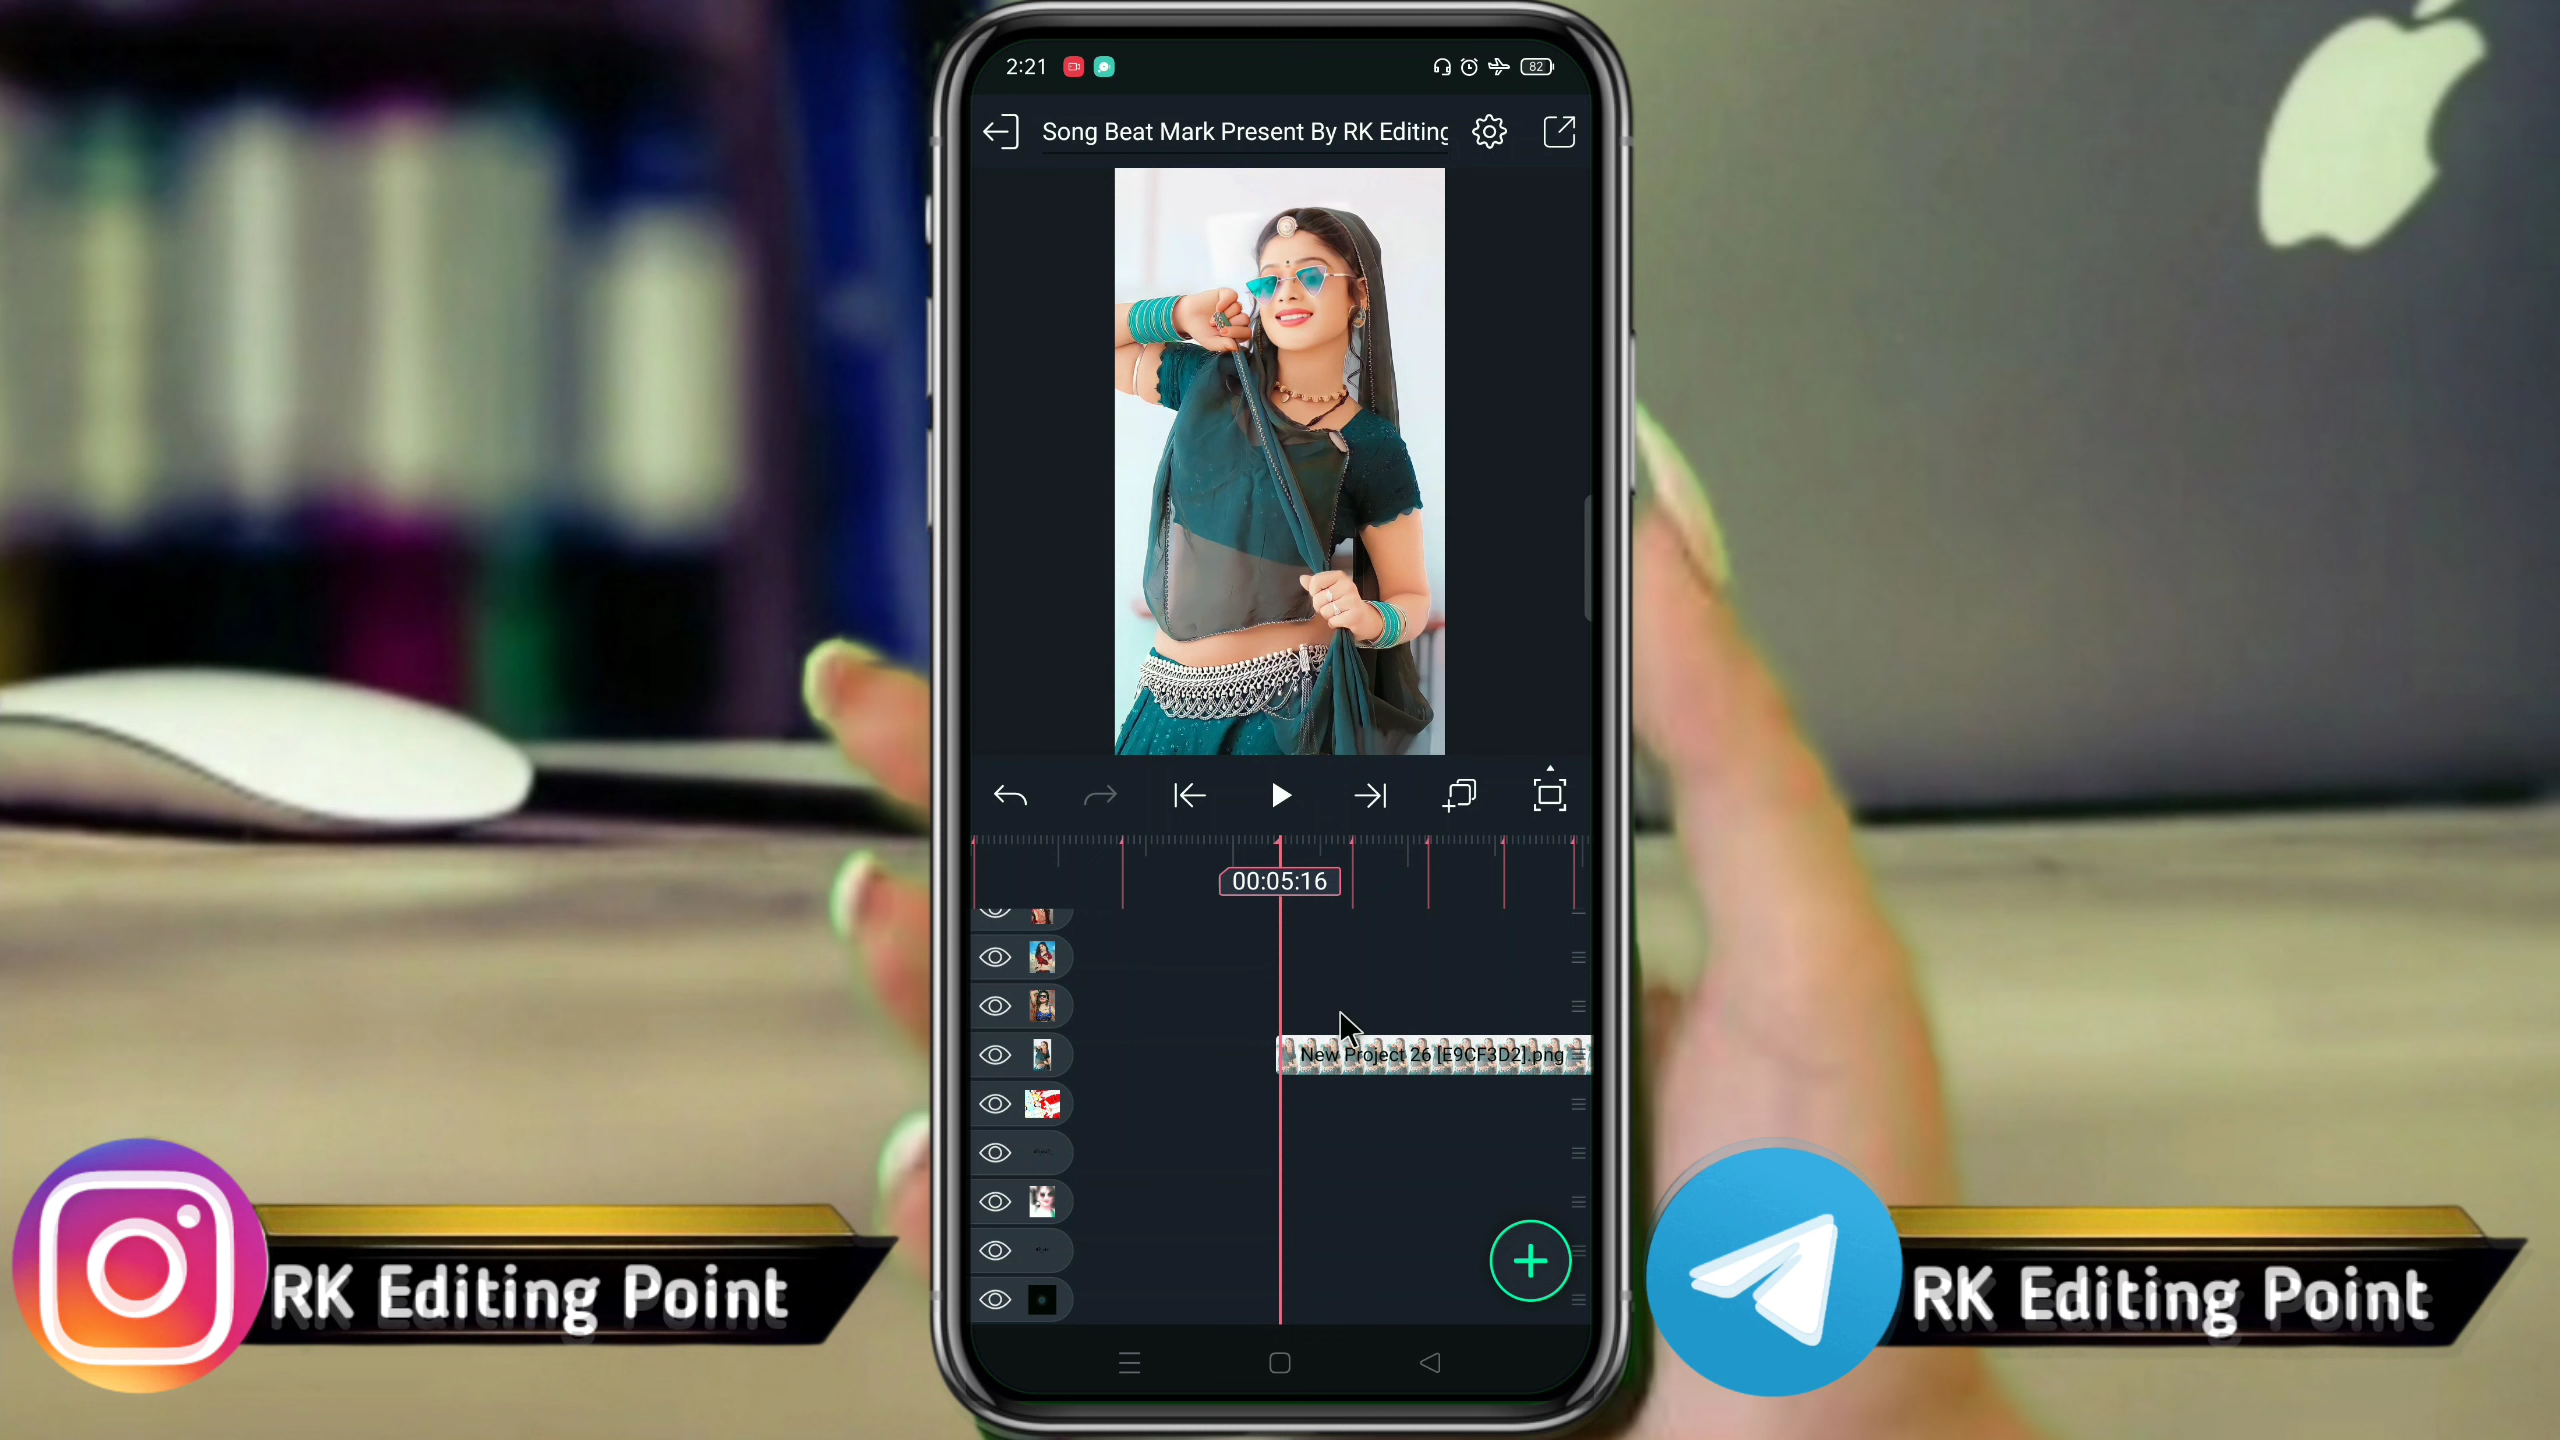 2:21
82
Song Beat Mark Present By RK Editing
00:05:16
New Project 26 [E9CF3D2].png
RK Editing Point
RK Editing Point